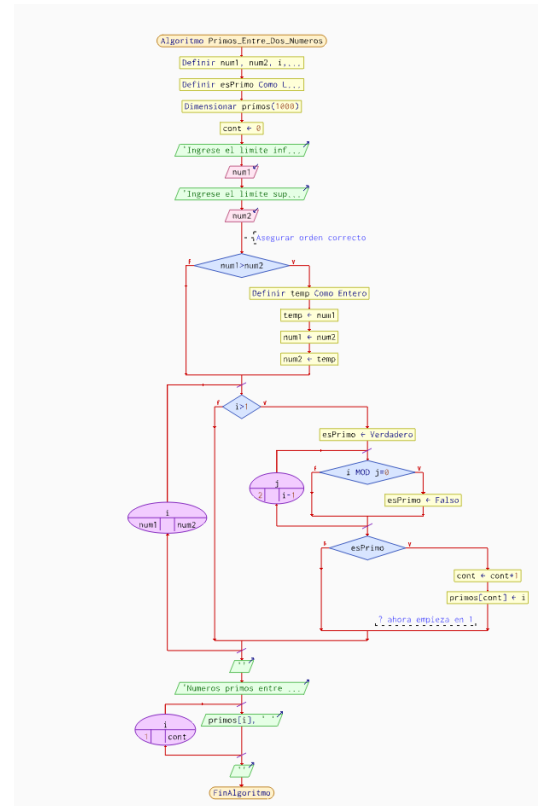 Algoritmo Primos_Entre_Dos_Numeros
Definir num1, num2, i,...
Definir esPrimo Como L...
Dimensionar primos(1000)
cont ← 0
'Ingrese el limite inf...
num1
'Ingrese el limite sup...
num2
Asegurar orden correcto
num1>num2
f
v
Definir temp Como Entero
temp ← num1
num1 ← num2
num2 ← temp
i>1
f
v
esPrimo ← Verdadero
i MOD j=0
f
v
j
2
i-1
esPrimo ← Falso
i
num1
num2
esPrimo
f
v
cont ← cont+1
primos[cont] ← i
? ahora empieza en 1
''
'Numeros primos entre ...
primos[i], ' '
i
1
cont
''
FinAlgoritmo